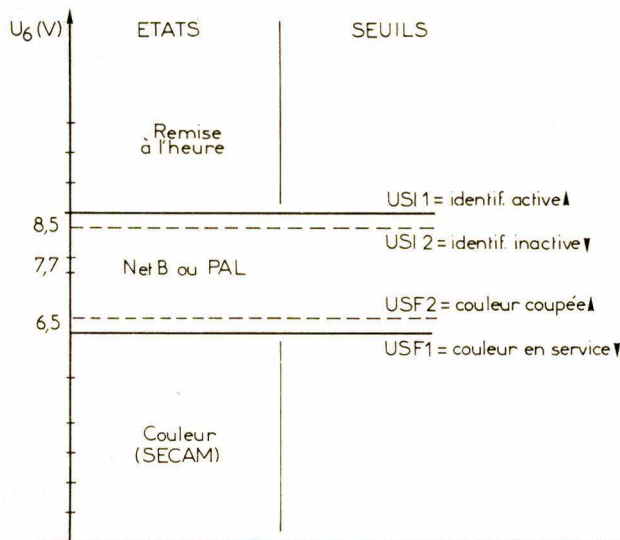 U6(V)
ETATS
SEUILS
Remise
à l'heure
USI 1 = identif. active▲
8,5
USI 2 = identif. inactive▼
7,7
N et B ou PAL
USF2 = couleur coupée▲
6,5
USF1 = couleur en service▼
Couleur
(SECAM)